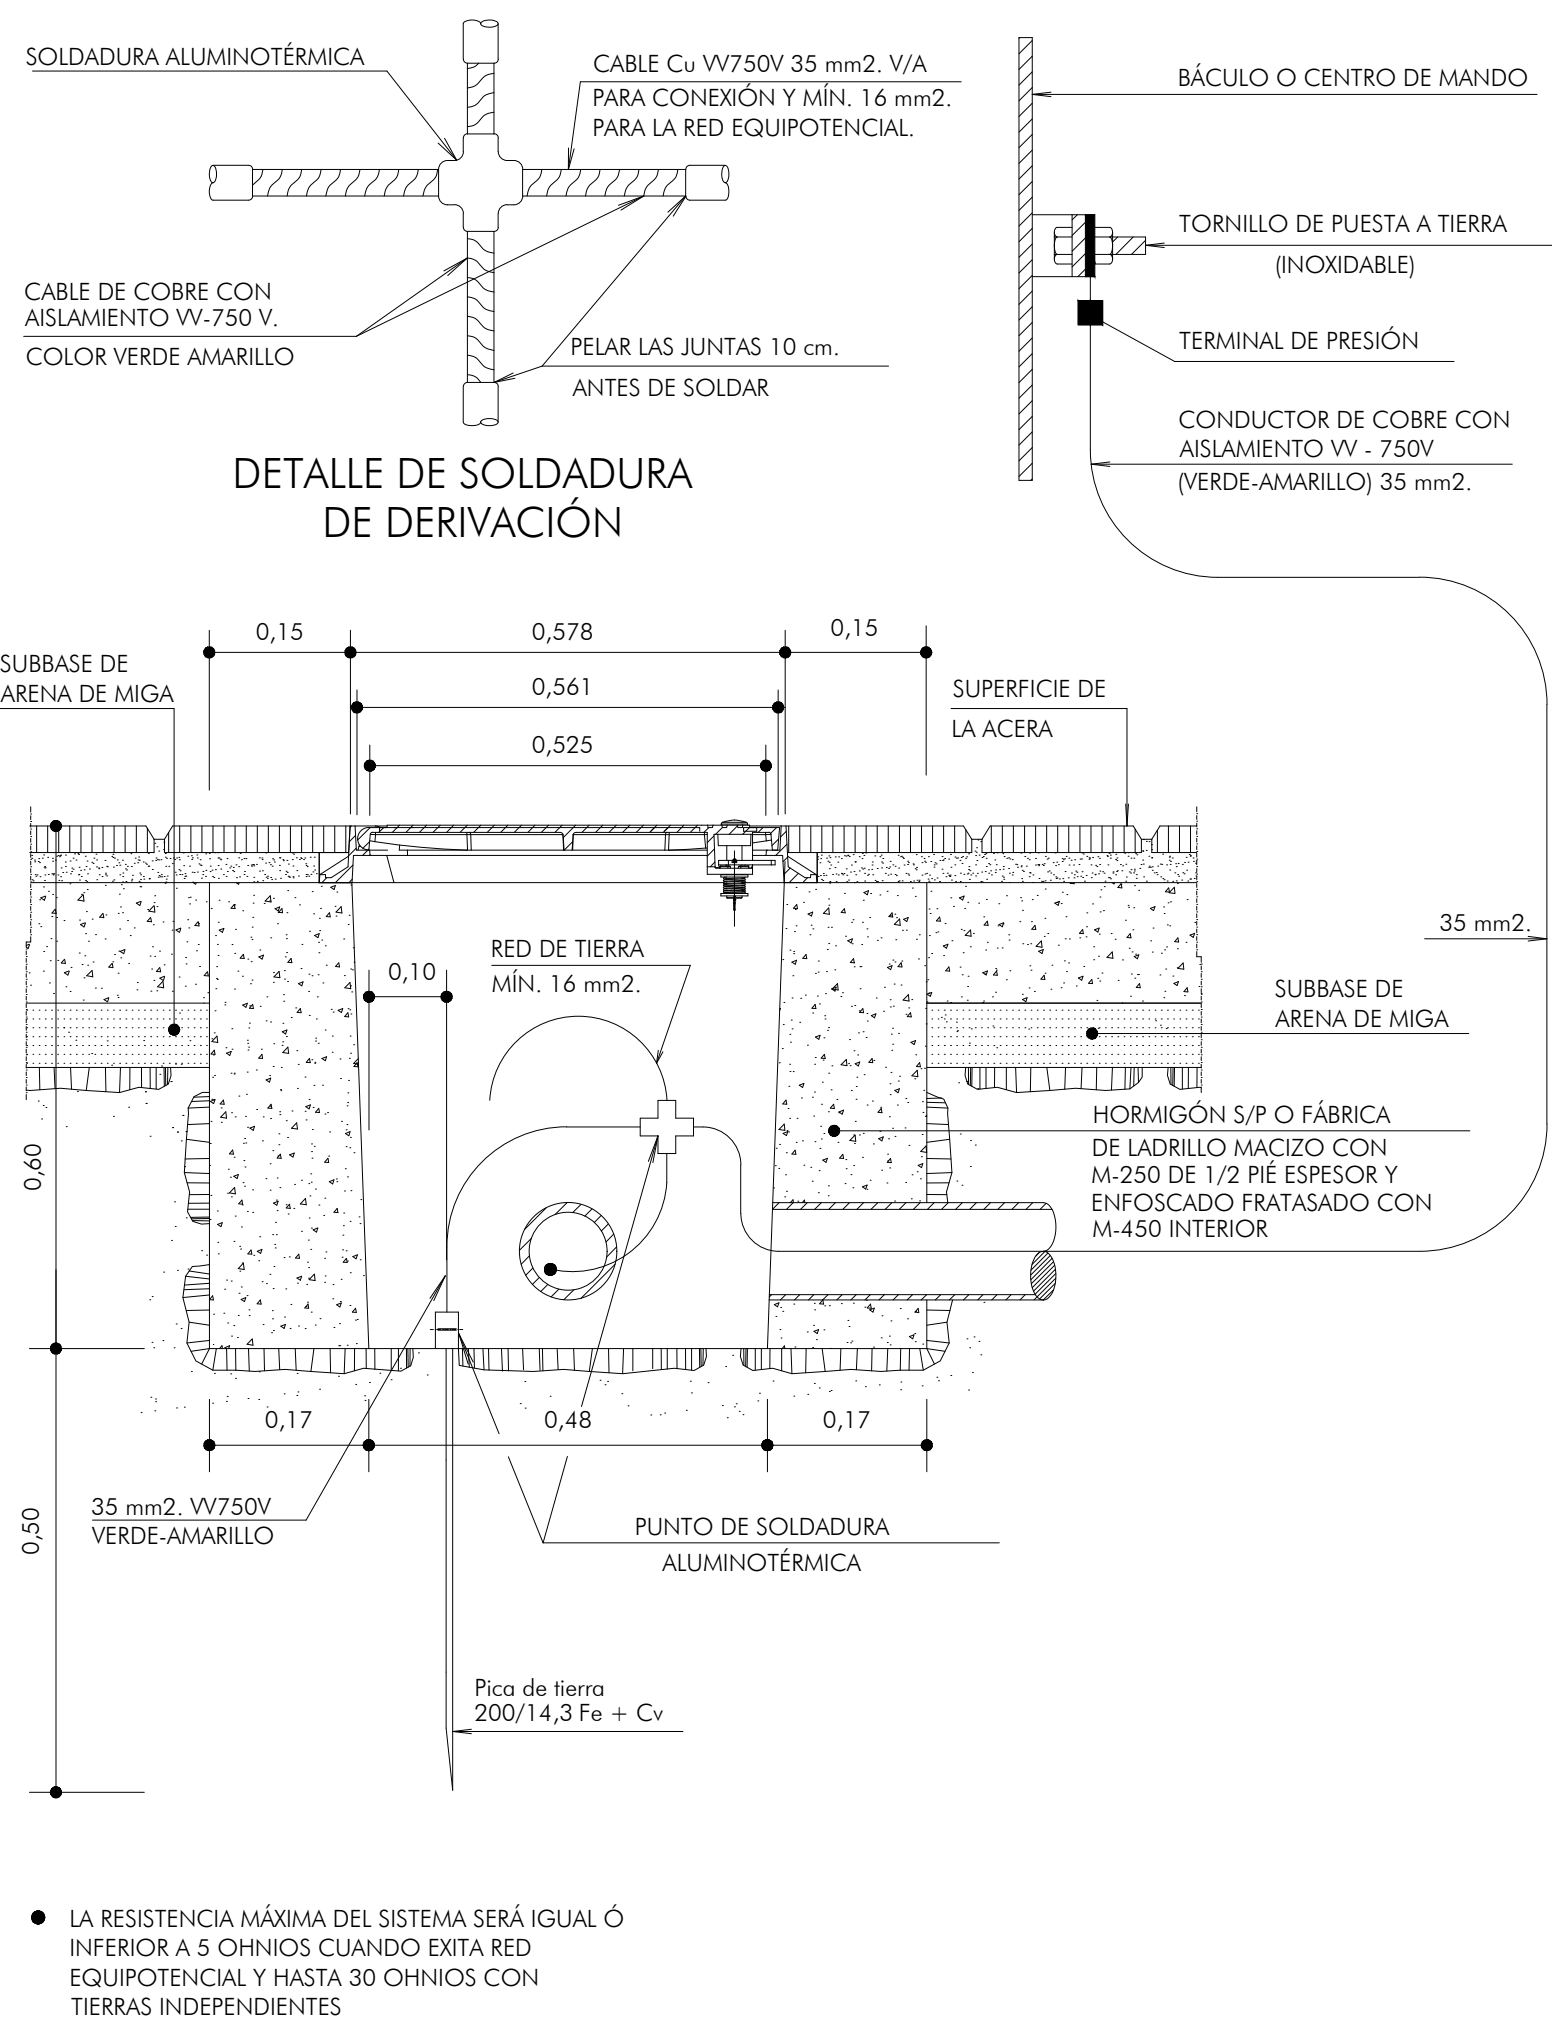 SOLDADURA ALUMINOTÉRMICA
CABLE Cu VV750V 35 mm2. V/A
PARA CONEXIÓN Y MÍN. 16 mm2.
PARA LA RED EQUIPOTENCIAL.
CABLE DE COBRE CON
AISLAMIENTO VV-750 V.
COLOR VERDE AMARILLO
PELAR LAS JUNTAS 10 cm.
ANTES DE SOLDAR
DETALLE DE SOLDADURA
DE DERIVACIÓN
BÁCULO O CENTRO DE MANDO
TORNILLO DE PUESTA A TIERRA
(INOXIDABLE)
TERMINAL DE PRESIÓN
CONDUCTOR DE COBRE CON
AISLAMIENTO VV - 750V
(VERDE-AMARILLO) 35 mm2.
0,15
0,578
0,15
SUBBASE DE
ARENA DE MIGA
0,561
0,525
SUPERFICIE DE
LA ACERA
35 mm2.
RED DE TIERRA
MÍN. 16 mm2.
0,10
SUBBASE DE
ARENA DE MIGA
HORMIGÓN S/P O FÁBRICA
DE LADRILLO MACIZO CON
M-250 DE 1/2 PIÉ ESPESOR Y
ENFOSCADO FRATASADO CON
M-450 INTERIOR
0,60
0,17
0,48
0,17
35 mm2. VV750V
VERDE-AMARILLO
0,50
PUNTO DE SOLDADURA
ALUMINOTÉRMICA
Pica de tierra
200/14,3 Fe + Cv
● LA RESISTENCIA MÁXIMA DEL SISTEMA SERÁ IGUAL Ó
INFERIOR A 5 OHNIOS CUANDO EXITA RED
EQUIPOTENCIAL Y HASTA 30 OHNIOS CON
TIERRAS INDEPENDIENTES